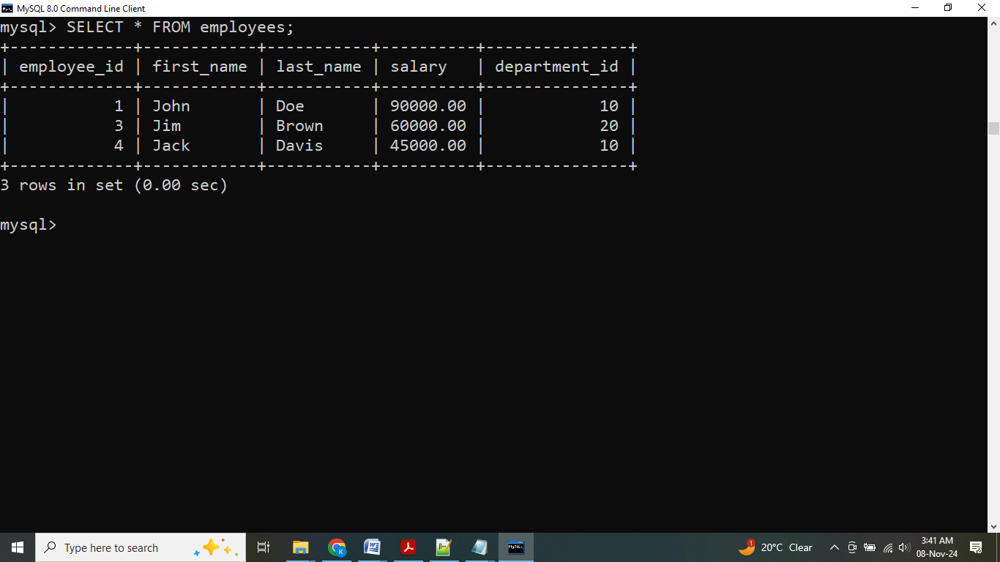 MySQL 8.0 Command Line Client
mysql> SELECT * FROM employees;
+-------------+------------+-----------+----------+---------------+
| employee_id | first_name | last_name | salary   | department_id |
+-------------+------------+-----------+----------+---------------+
|           1 | John       | Doe       | 90000.00 |            10 |
|           3 | Jim        | Brown     | 60000.00 |            20 |
|           4 | Jack       | Davis     | 45000.00 |            10 |
+-------------+------------+-----------+----------+---------------+
3 rows in set (0.00 sec)
mysql>
Type here to search
1
20°C Clear
3:41 AM
08-Nov-24